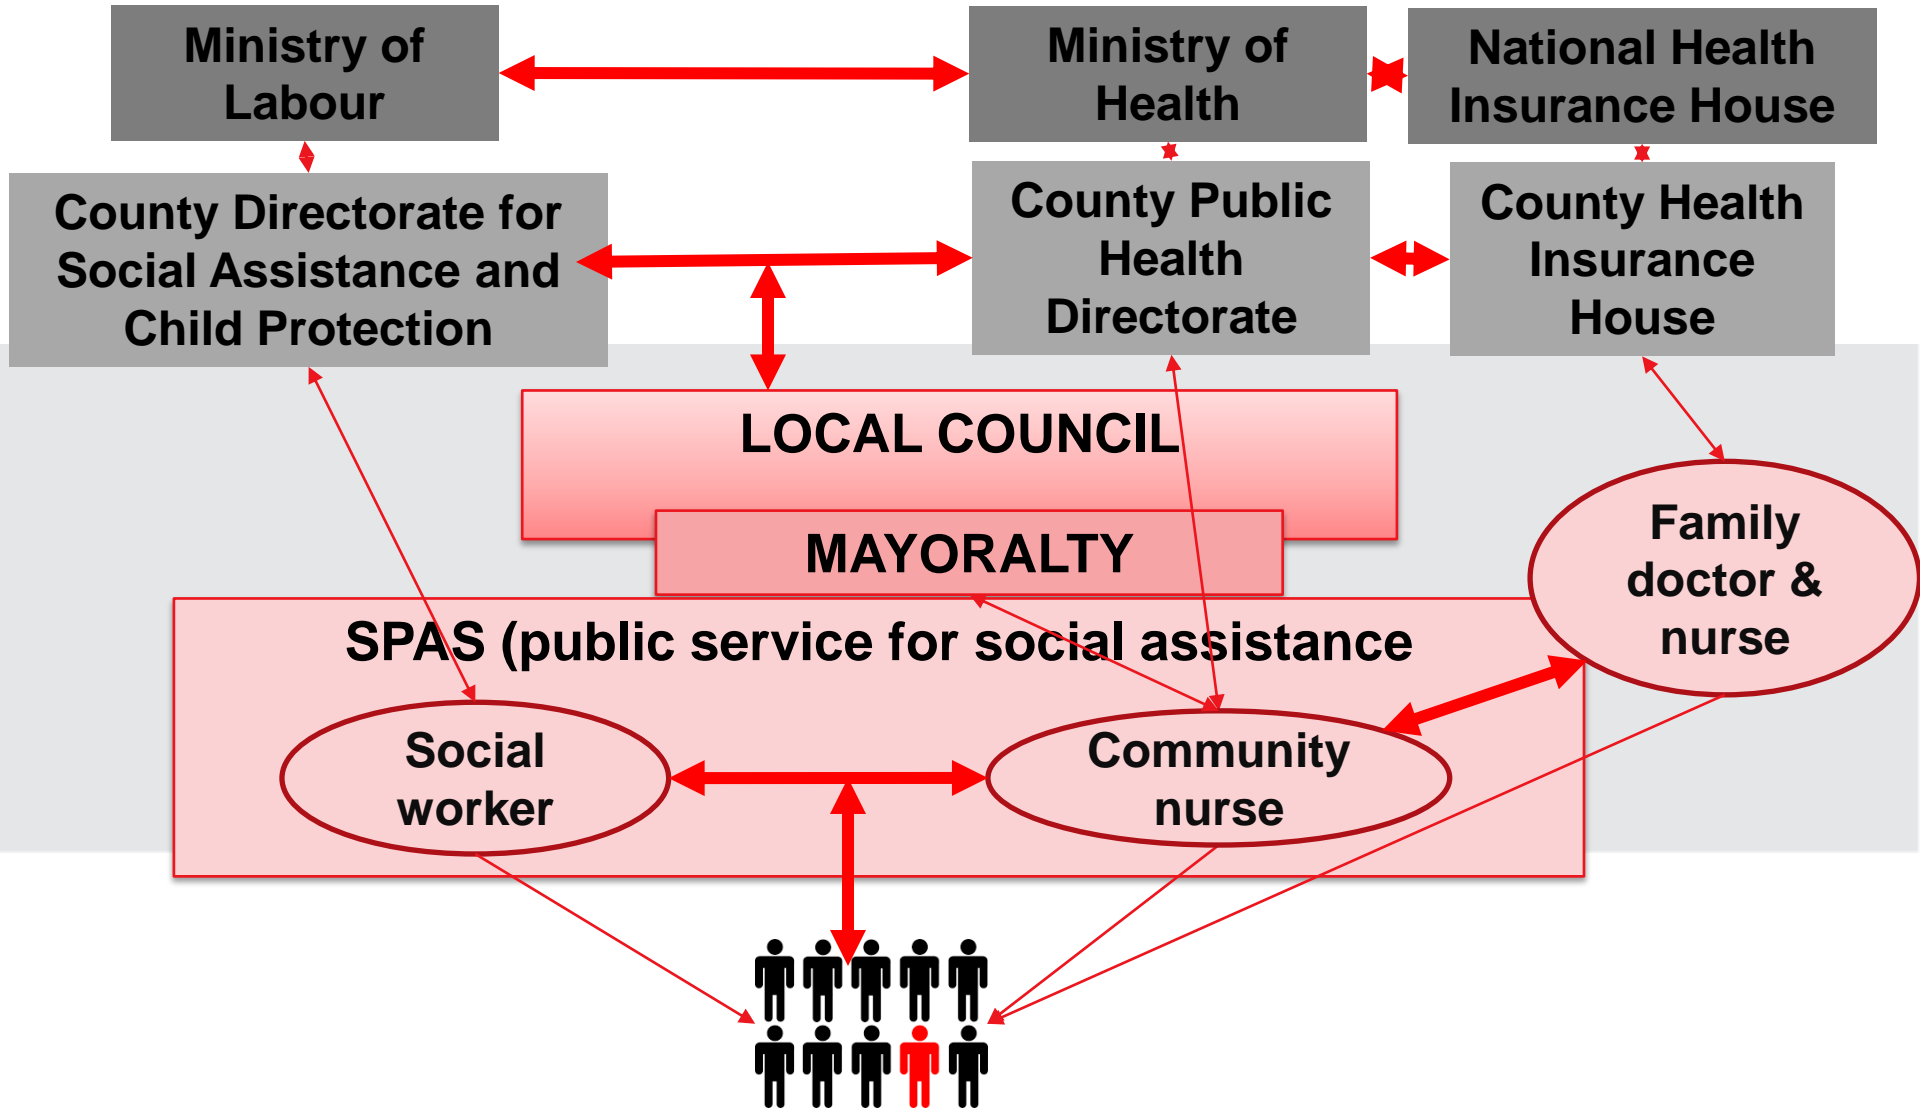 Ministry of
Labour
Ministry of
Health
National Health
Insurance House
County Directorate for
Social Assistance and
Child Protection
County Public
Health
Directorate
County Health
Insurance
House
LOCAL COUNCIL
MAYORALTY
Family
doctor &
nurse
SPAS (public service for social assistance
Social
worker
Community
nurse